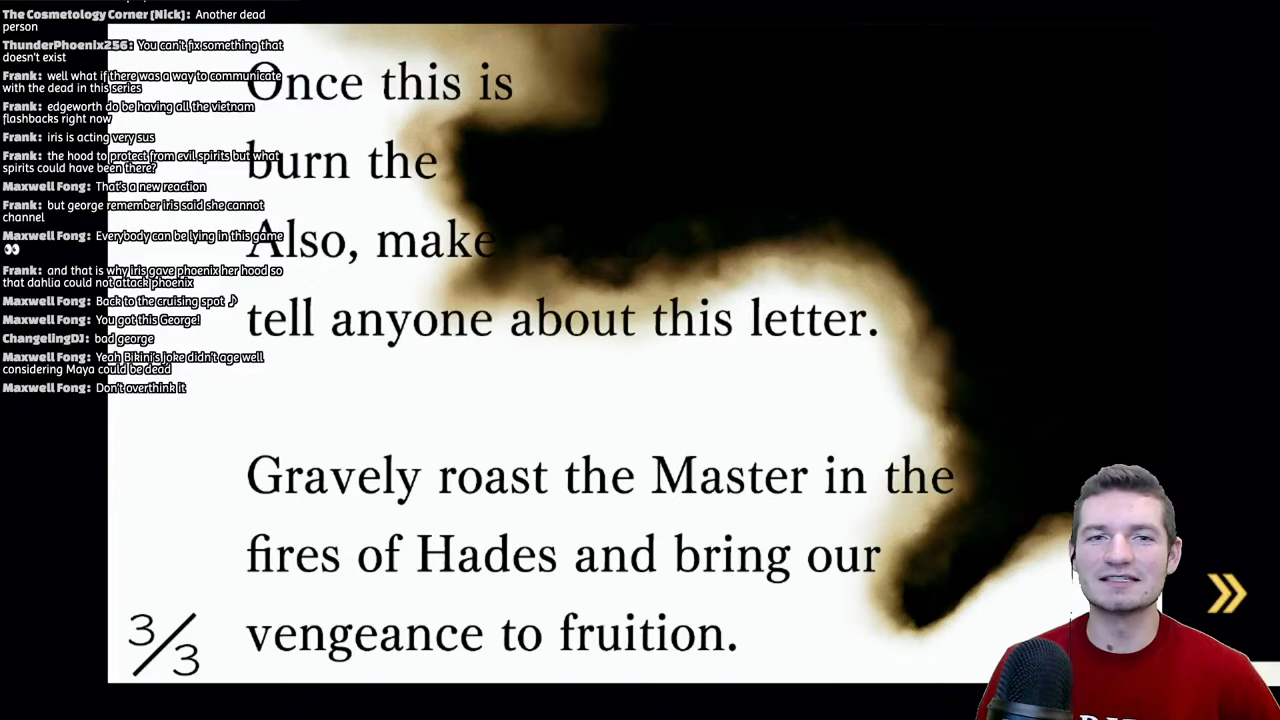 The Cosmetology Corner (Nick): Another dead
person
ThunderPhoenix256: You can't fix something that
doesn't exist
Frank: well what if there was a way to communicate
with the dead in this series
Frank: edgeworth do be having all the vietnam
flashbacks right now
Frank: iris is acting very sus
Frank: the hood to protect from evil spirits but what
spirits could have been there?
Maxwell Fong: That's a new reaction
Frank: but george remember iris said she cannot
channel
Maxwell Fong: Everybody can be lying in this game
👀
Frank: and that is why Iris gave phoenix her hood so
that dahlia could not attack phoenix
Maxwell Fong: Back to the cruising spot ♪
Maxwell Fong: You got this George!
ChangelingDJ: bad george
Maxwell Fong: Yeah Bikini's joke didn't age well
considering Maya could be dead
Maxwell Fong: Don't overthink it
Once this is
burn the
Also, make
tell anyone about this letter.
Gravely roast the Master in the
fires of Hades and bring our
vengeance to fruition.
3/3